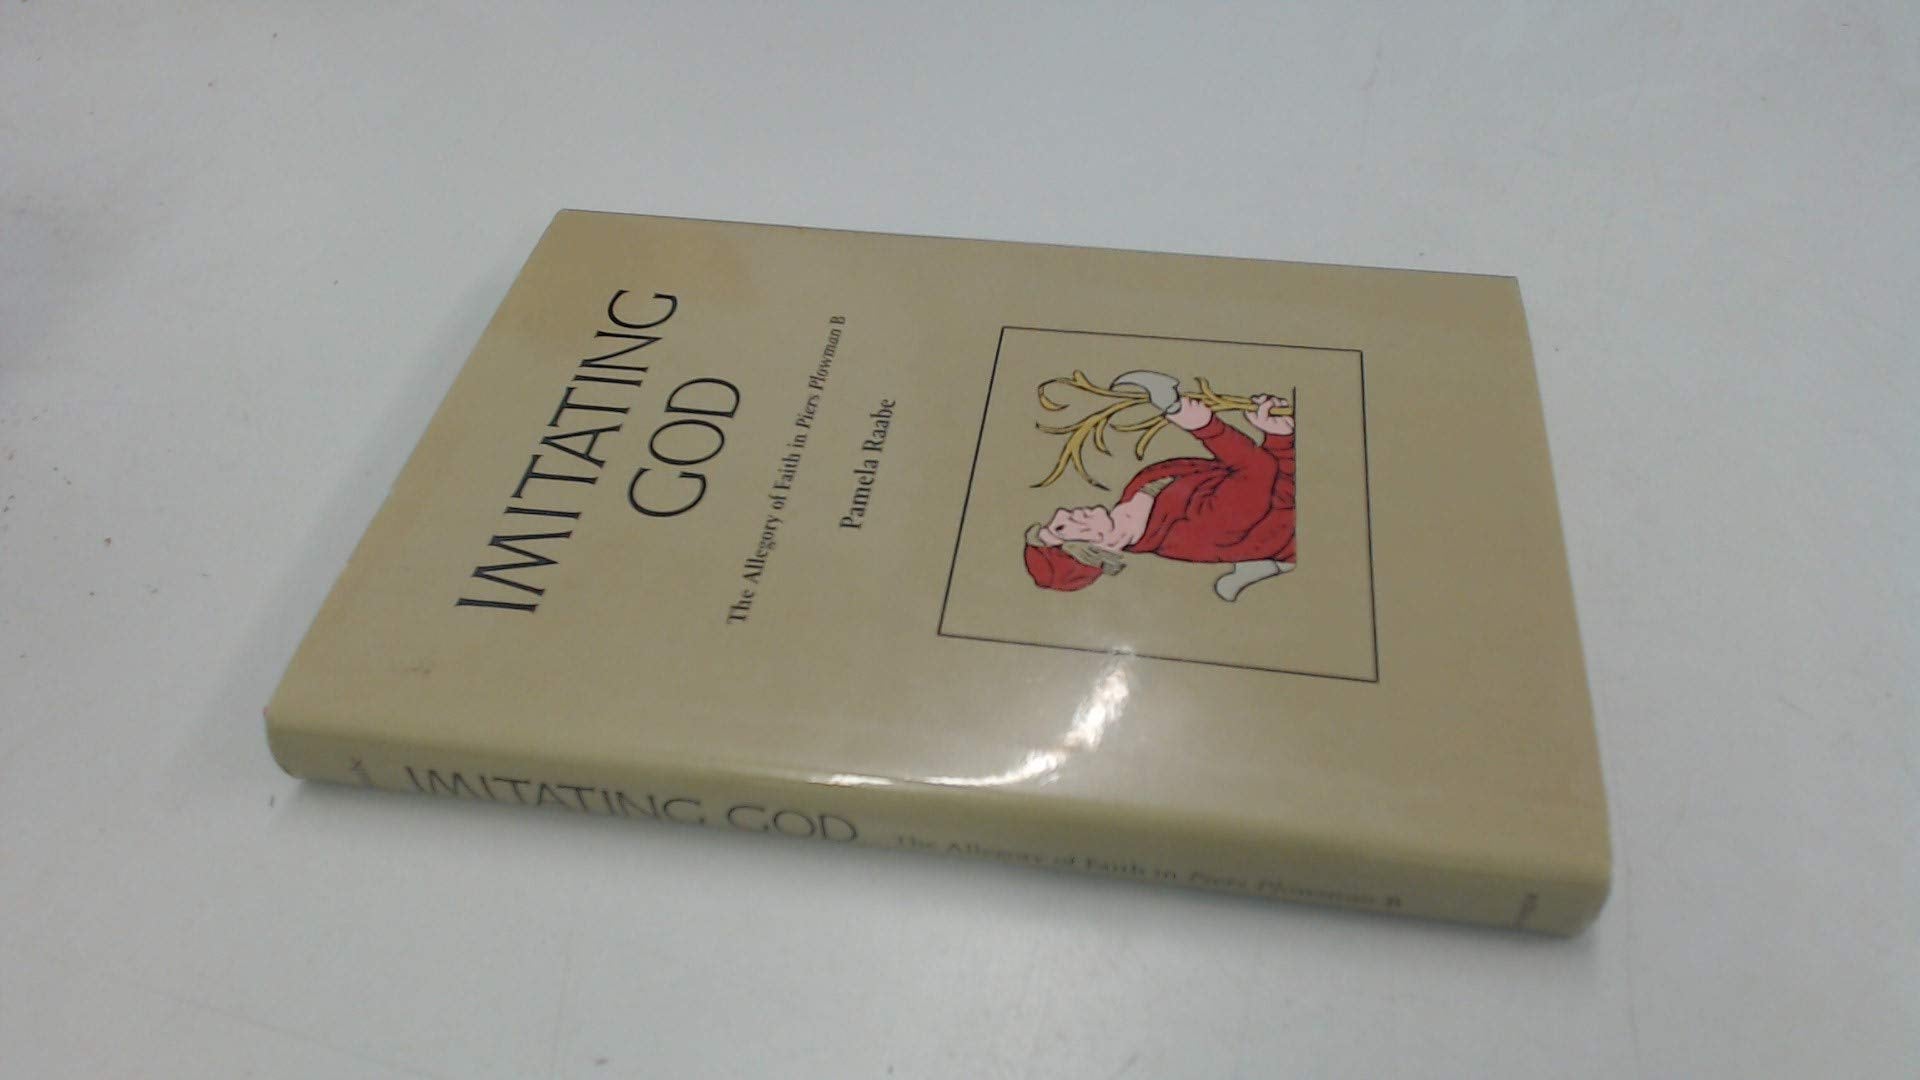 IMITATING
GOD
The Allegory of Faith in Piers Plowman B
Pamela Raabe
IMITATING GOD The Allegory of Faith in Piers Plowman B